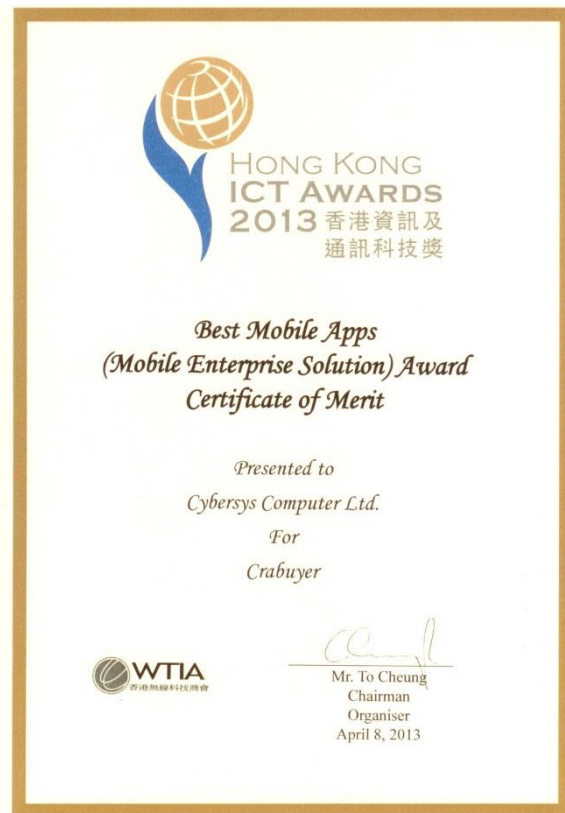 HONG KONG
ICT AWARDS
2013 香港資訊及
通訊科技獎
Best Mobile Apps
(Mobile Enterprise Solution) Award
Certificate of Merit
Presented to
Cybersys Computer Ltd.
For
Crabuyer
WTIA
香港無線科技商會
Mr. To Cheung
Chairman
Organiser
April 8, 2013